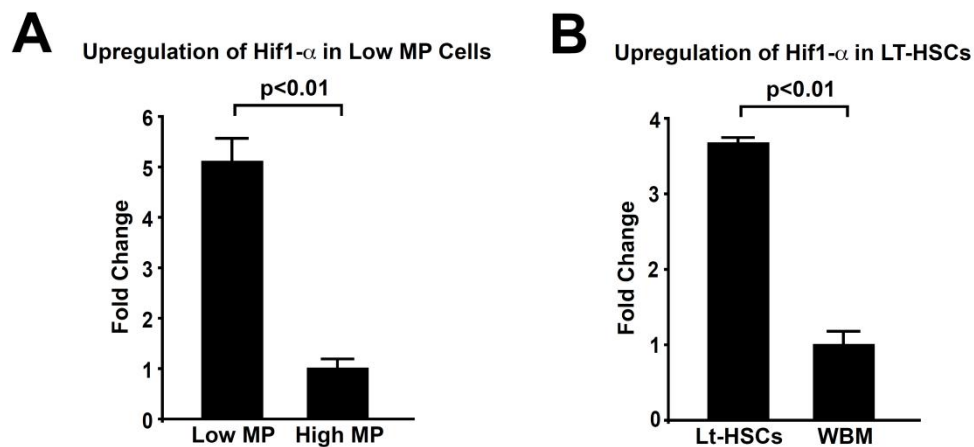 A
Upregulation of Hif1-α in Low MP Cells
p<0.01
Fold Change
6
5
4
3
2
1
0
Low MP High MP
B
Upregulation of Hif1-α in LT-HSCs
p<0.01
Fold Change
4
3
2
1
0
Lt-HSCs WBM